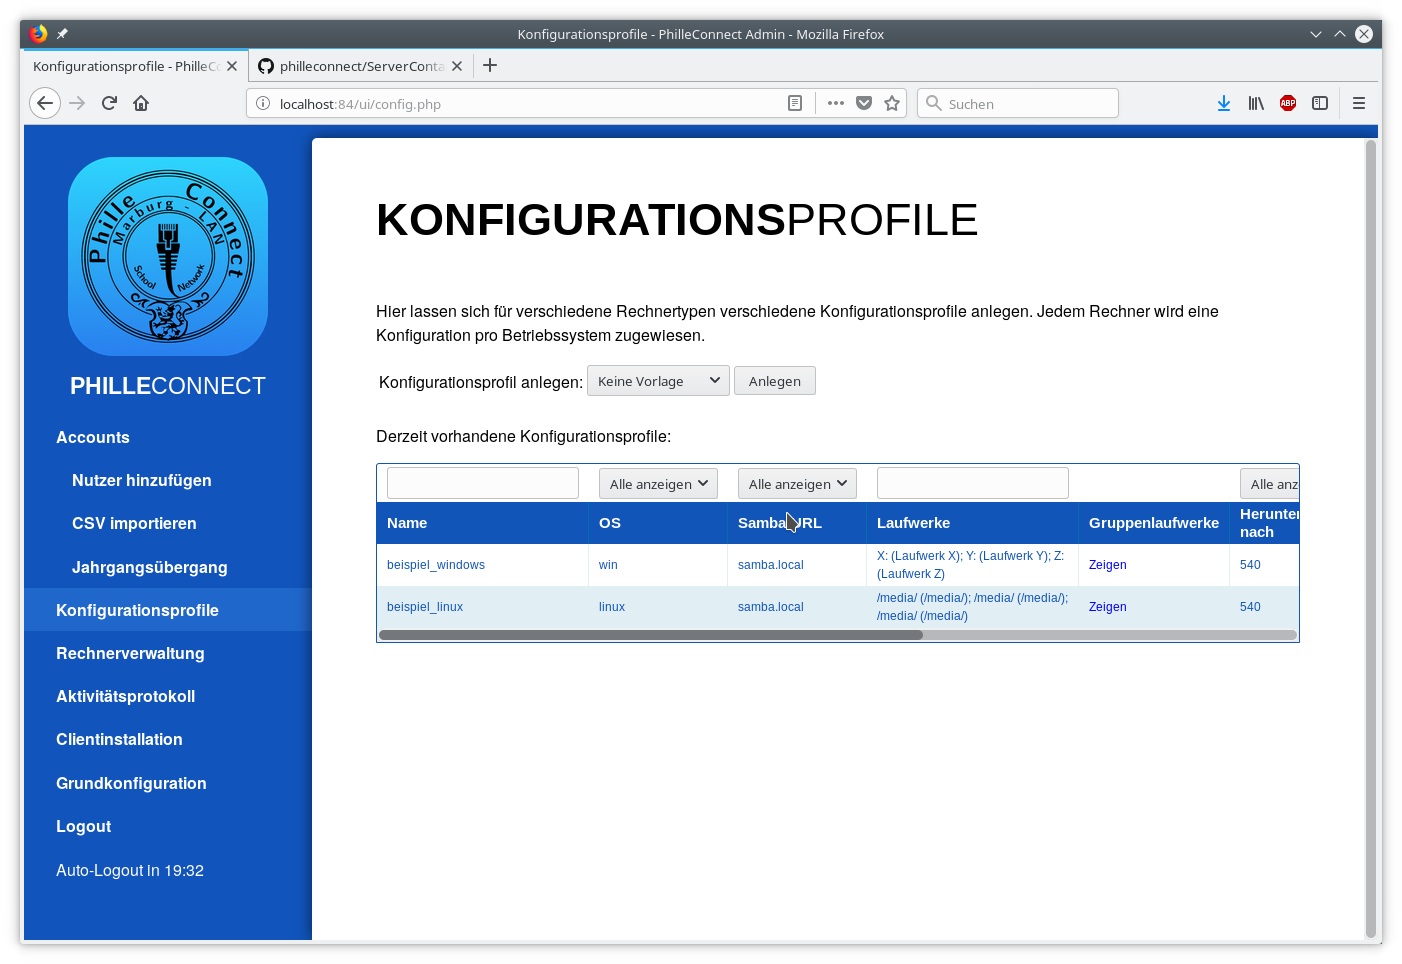 Konfigurationsprofile - PhilleConnect Admin - Mozilla Firefox
Konfigurationsprofile - PhilleC
philleconnect/ServerConta
localhost:84/ui/config.php
Suchen
ABP
Phille Connect
Marburg - LAN
School Network
PHILLECONNECT
Accounts
Nutzer hinzufügen
CSV importieren
Jahrgangsübergang
Konfigurationsprofile
Rechnerverwaltung
Aktivitätsprotokoll
Clientinstallation
Grundkonfiguration
Logout
Auto-Logout in 19:32
KONFIGURATIONSPROFILE
Hier lassen sich für verschiedene Rechnertypen verschiedene Konfigurationsprofile anlegen. Jedem Rechner wird eine
Konfiguration pro Betriebssystem zugewiesen.
Konfigurationsprofil anlegen: Keine Vorlage Anlegen
Derzeit vorhandene Konfigurationsprofile:
Alle anzeigen Alle anzeigen Alle anz
Name OS Samba URL Laufwerke Gruppenlaufwerke Herunter
nach
beispiel_windows win samba.local X: (Laufwerk X); Y: (Laufwerk Y); Z: (Laufwerk Z) Zeigen 540
beispiel_linux linux samba.local /media/ (/media/); /media/ (/media/); /media/ (/media/) Zeigen 540